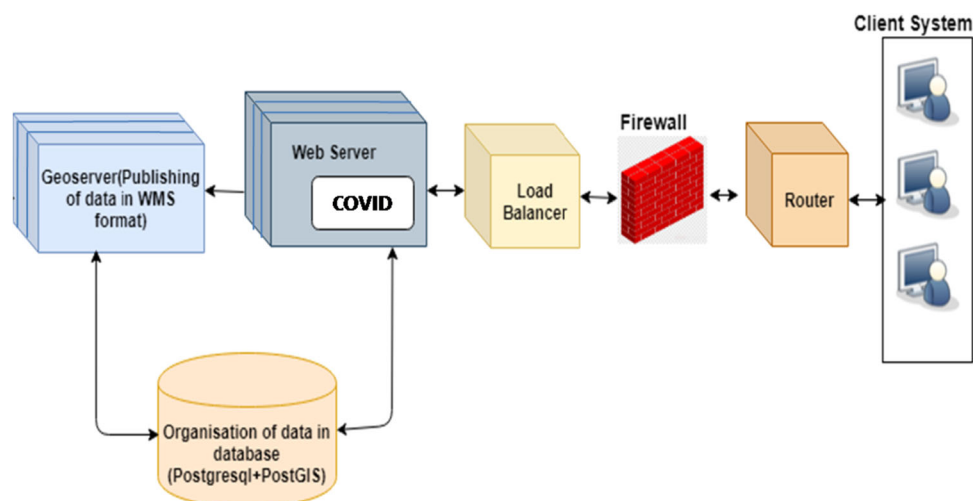 Client System
Firewall
Web Server
Geoserver(Publishing
of data in WMS
format)
COVID
Load
Balancer
Router
Organisation of data in
database
(Postgresql+PostGIS)